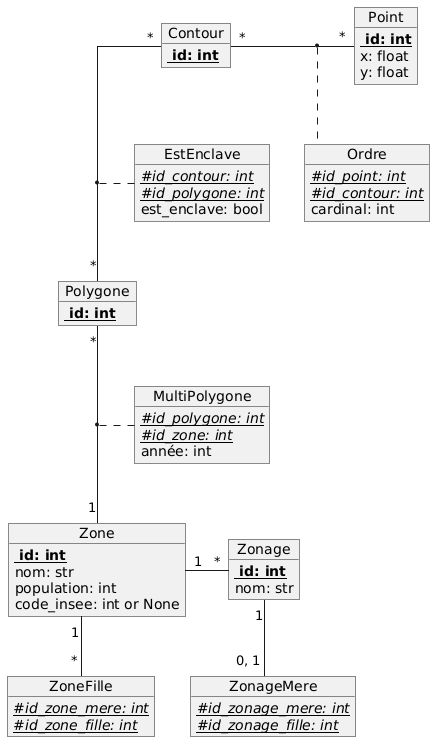 Point
id: int
x: float
y: float
Contour
id: int
*
*
*
EstEnclave
#id_contour: int
#id_polygone: int
est_enclave: bool
Ordre
#id_point: int
#id_contour: int
cardinal: int
*
Polygone
id: int
*
MultiPolygone
#id_polygone: int
#id_zone: int
année: int
1
Zone
id: int
nom: str
population: int
code_insee: int or None
1
*
Zonage
id: int
nom: str
1
1
*
0, 1
ZoneFille
#id_zone_mere: int
#id_zone_fille: int
ZonageMere
#id_zonage_mere: int
#id_zonage_fille: int